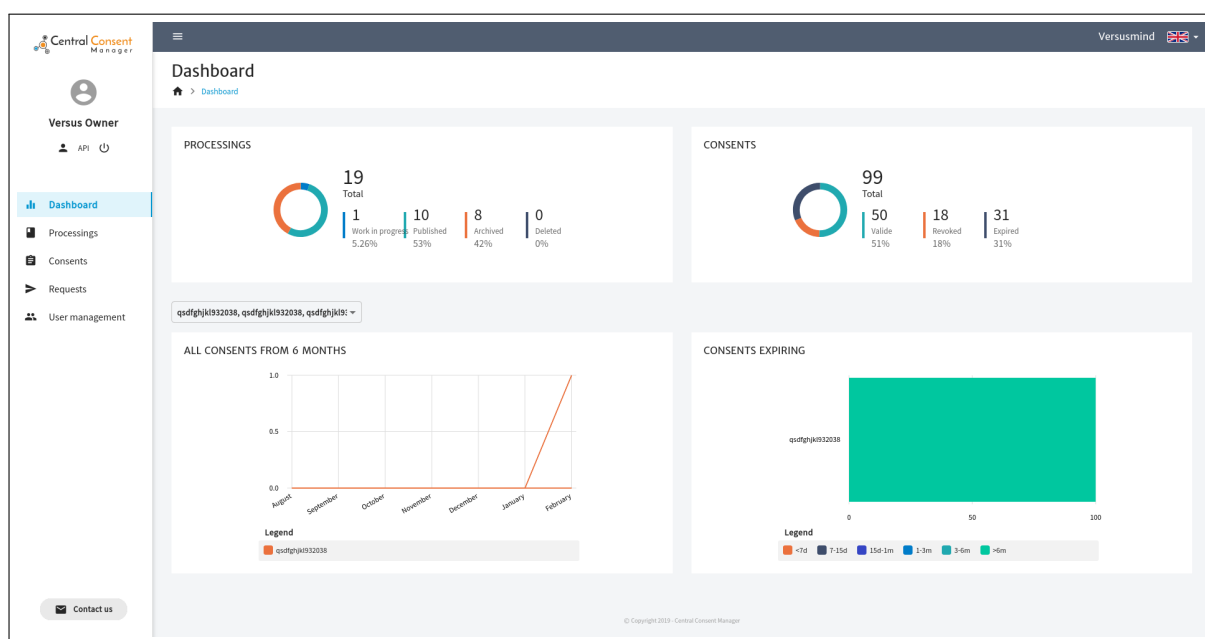 Central Consent
Manager
Versus Owner
API
Dashboard
Processings
Consents
Requests
User management
Contact us
Versusmind
Dashboard
> Dashboard
PROCESSINGS
19
Total
1 10 8 0
Work in progress Published Archived Deleted
5.26% 53% 42% 0%
CONSENTS
99
Total
50 18 31
Valide Revoked Expired
51% 18% 31%
qsdfghjkl932038, qsdfghjkl932038, qsdfghjkl93:
ALL CONSENTS FROM 6 MONTHS
1.0
0.5
0.0
August September October November December January February
Legend
qsdfghjkl932038
CONSENTS EXPIRING
qsdfghjkl932038
0 50 100
Legend
<7d 7-15d 15d-1m 1-3m 3-6m >6m
© Copyright 2019 - Central Consent Manager